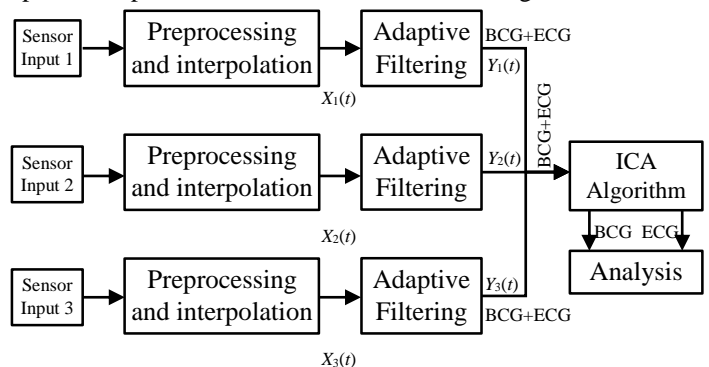 Sensor
Input 1
Preprocessing
and interpolation
Adaptive
Filtering
BCG+ECG
Y1(t)
X1(t)
BCG+ECG
Sensor
Input 2
Preprocessing
and interpolation
Adaptive
Filtering
Y2(t)
ICA
Algorithm
X2(t)
BCG ECG
Analysis
Sensor
Input 3
Preprocessing
and interpolation
Adaptive
Filtering
Y3(t)
BCG+ECG
X3(t)